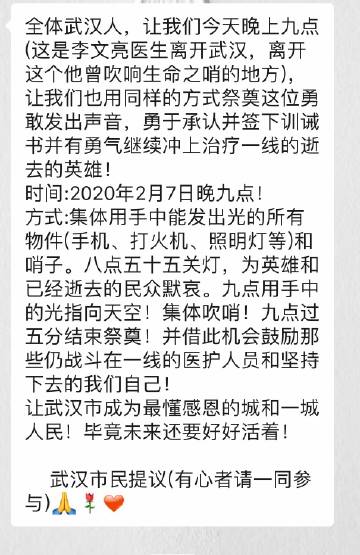 全体武汉人，让我们今天晚上九点
(这是李文亮医生离开武汉，离开
这个他曾吹响生命之哨的地方)，
让我们也用同样的方式祭奠这位勇
敢发出声音，勇于承认并签下训诫
书并有勇气继续冲上治疗一线的逝
去的英雄！
时间:2020年2月7日晚九点！
方式:集体用手中能发出光的所有
物件(手机、打火机、照明灯等)和
哨子。八点五十五关灯，为英雄和
已经逝去的民众默哀。九点用手中
的光指向天空！集体吹哨！九点过
五分结束祭奠！并借此机会鼓励那
些仍战斗在一线的医护人员和坚持
下去的我们自己！
让武汉市成为最懂感恩的城和一城
人民！毕竟未来还要好好活着！
武汉市民提议(有心者请一同参
与)🙏🌹❤️